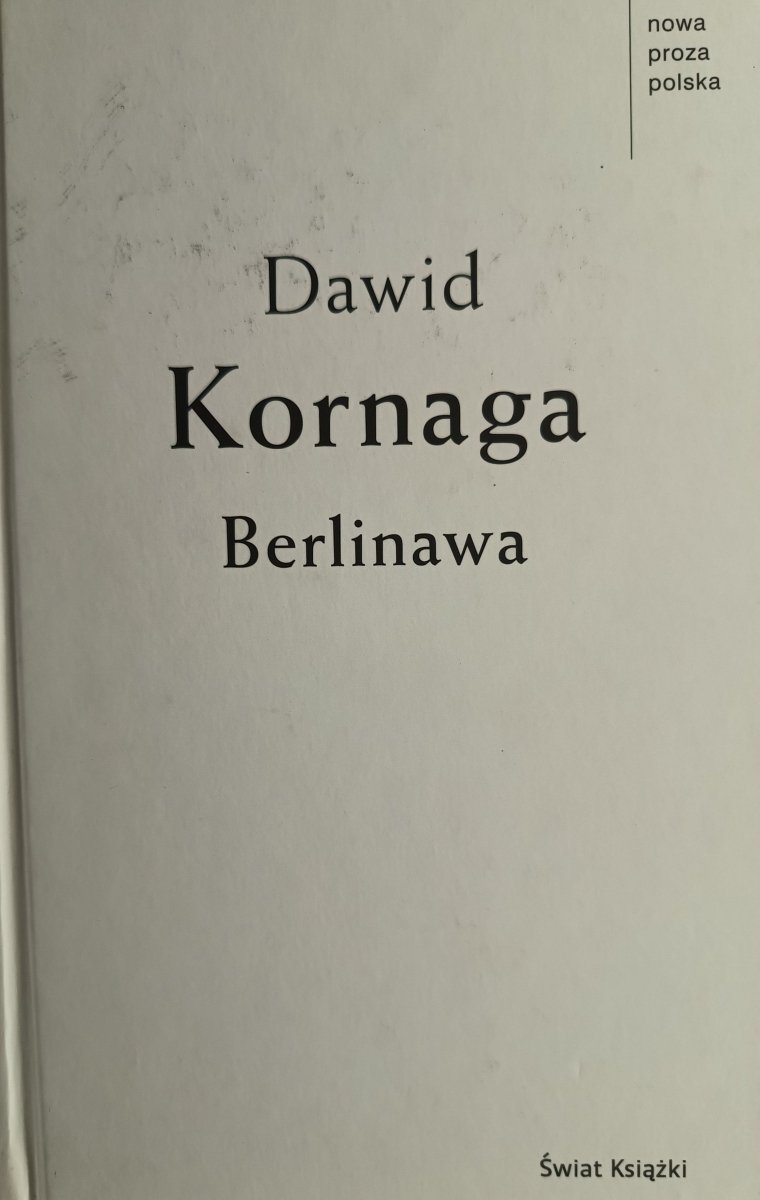 nowa
proza
polska
Dawid
Kornaga
Berlinawa
Świat Książki